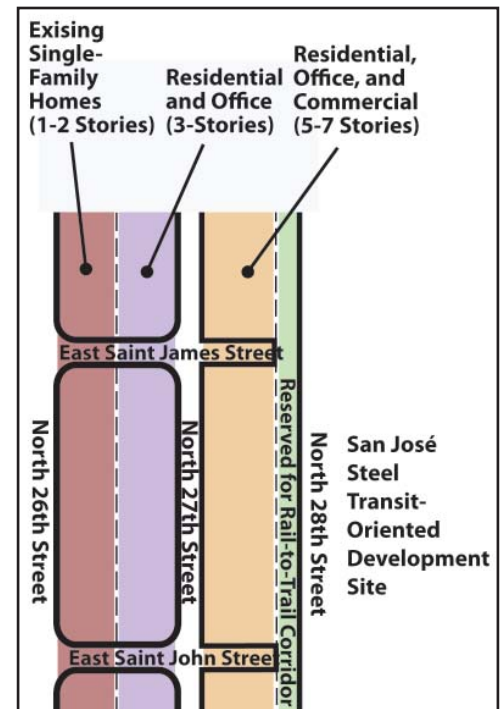 Exising
Single-
Family
Homes
(1-2 Stories)
Residential
and Office
(3-Stories)
Residential,
Office, and
Commercial
(5-7 Stories)
East Saint James Street
North 26th Street
North 27th Street
Reserved for Rail-to-Trail Corridor
North 28th Street
San José
Steel
Transit-
Oriented
Development
Site
East Saint John Street